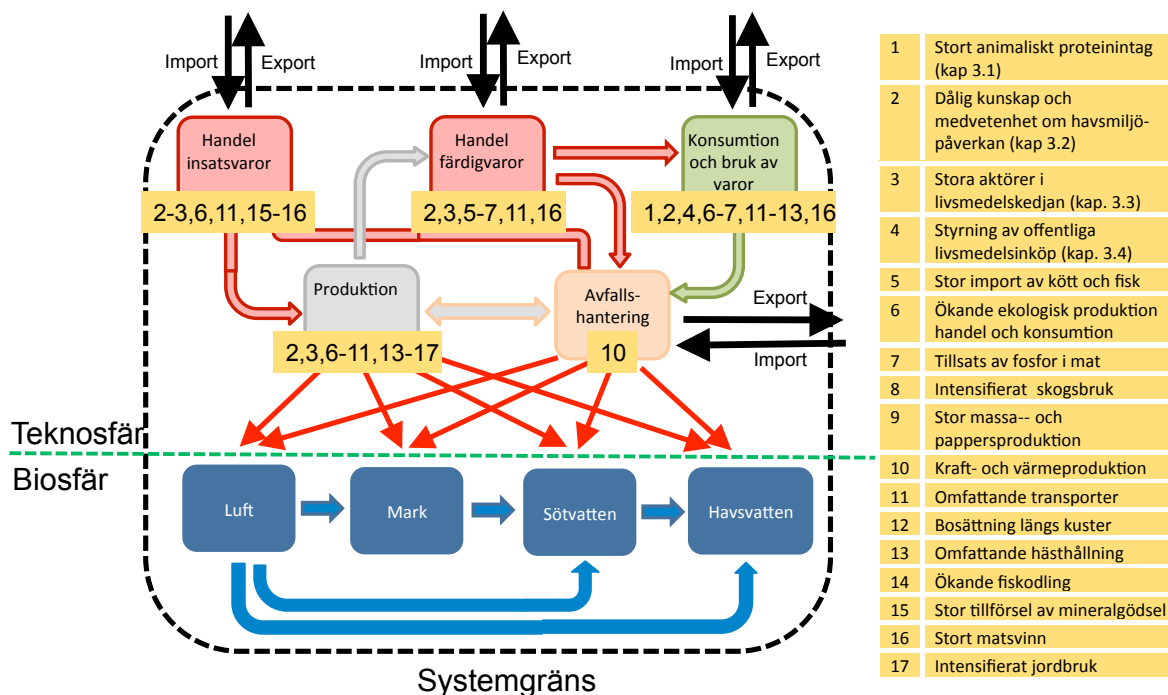 Import
Export
Import
Export
Import
Export
Handel
insatsvaror
2-3,6,11,15-16
Handel
färdigvaror
2,3,5-7,11,16
Konsumtion
och bruk av
varor
1,2,4,6-7,11-13,16
Produktion
2,3,6-11,13-17
Avfalls-
hantering
10
Export
Import
Teknosfär
Biosfär
Luft
Mark
Sötvatten
Havsvatten
Systemgräns
1 Stort animaliskt proteinintag
(kap 3.1)
2 Dålig kunskap och
medvetenhet om havsmiljö-
påverkan (kap 3.2)
3 Stora aktörer i
livsmedelskedjan (kap. 3.3)
4 Styrning av offentliga
livsmedelsinköp (kap. 3.4)
5 Stor import av kött och fisk
6 Ökande ekologisk produktion
handel och konsumtion
7 Tillsats av fosfor i mat
8 Intensifierat skogsbruk
9 Stor massa-- och
pappersproduktion
10 Kraft- och värmeproduktion
11 Omfattande transporter
12 Bosättning längs kuster
13 Omfattande hästhållning
14 Ökande fiskodling
15 Stor tillförsel av mineralgödsel
16 Stort matsvinn
17 Intensifierat jordbruk